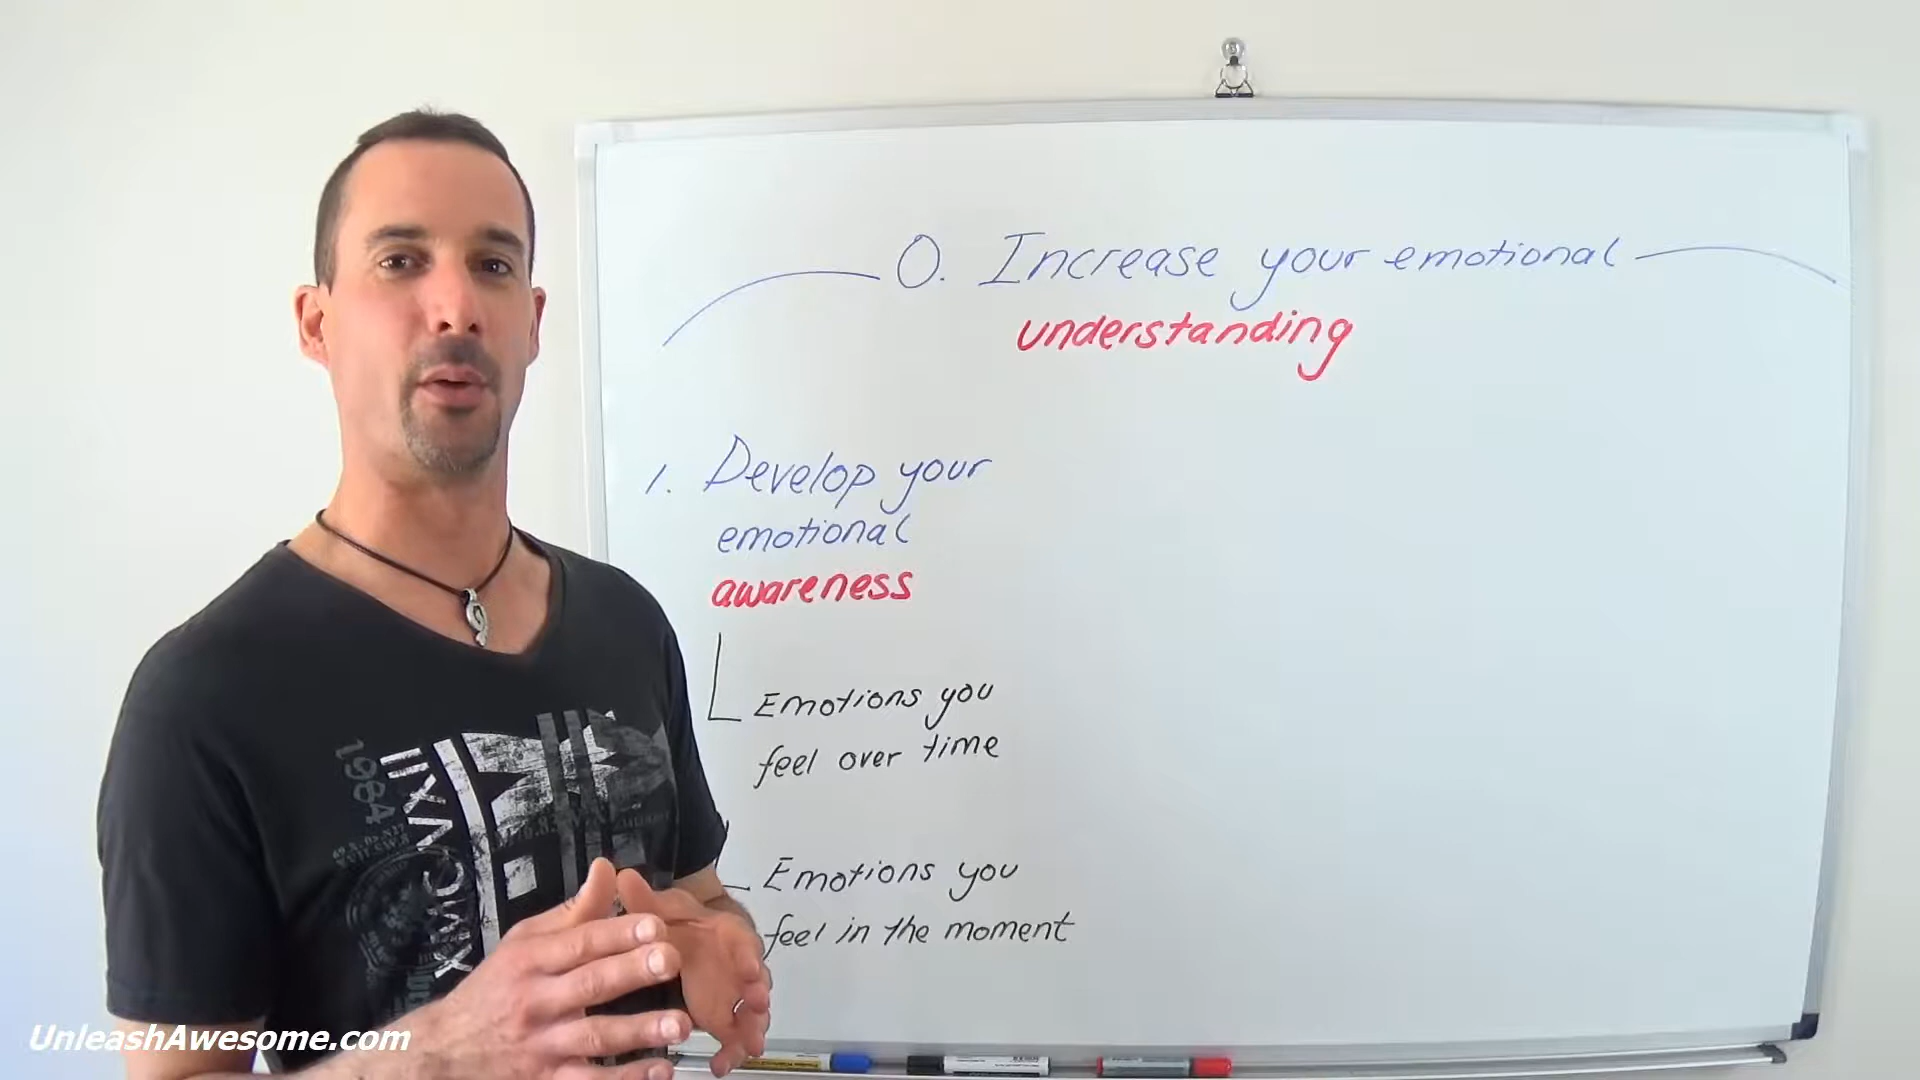 O. Increase your emotional
understanding
1. Develop your
emotional
awareness
Emotions you
feel over time
Emotions you
feel in the moment
1984
UnleashAwesome.com